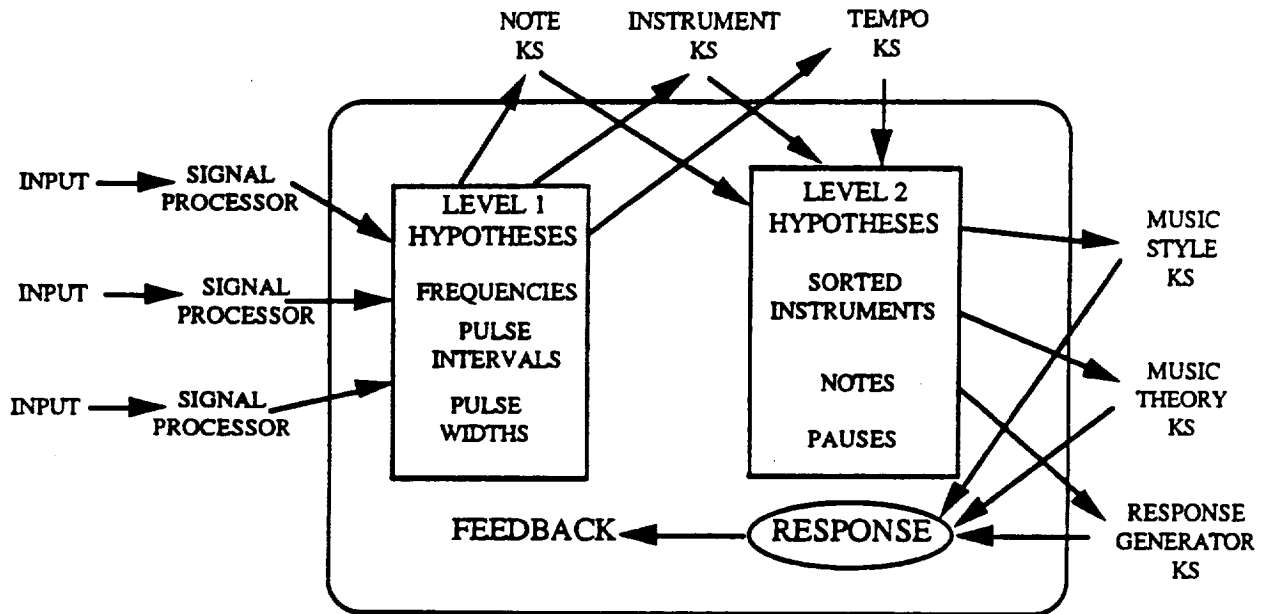 NOTE
KS
INSTRUMENT
KS
TEMPO
KS
INPUT
SIGNAL
PROCESSOR
INPUT
SIGNAL
PROCESSOR
INPUT
SIGNAL
PROCESSOR
LEVEL 1
HYPOTHESES
FREQUENCIES
PULSE
INTERVALS
PULSE
WIDTHS
LEVEL 2
HYPOTHESES
SORTED
INSTRUMENTS
NOTES
PAUSES
MUSIC
STYLE
KS
MUSIC
THEORY
KS
RESPONSE
GENERATOR
KS
RESPONSE
FEEDBACK